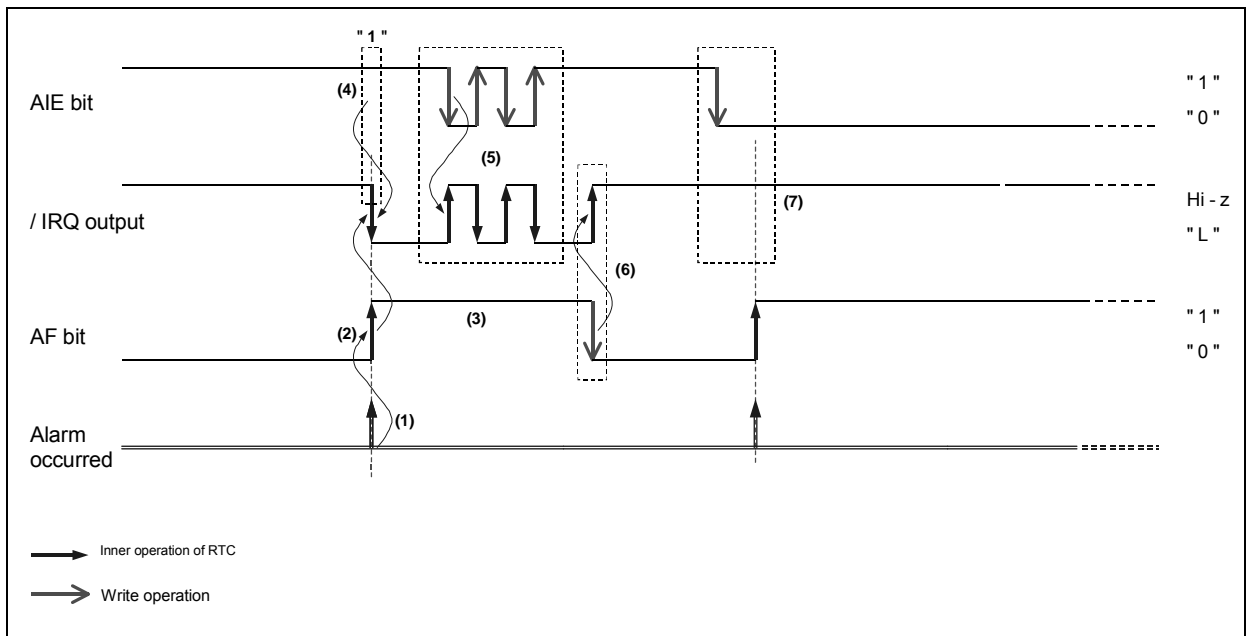 " 1 "
AIE bit
(4)
(5)
" 1 "
" 0 "
/ IRQ output
(7)
Hi - z
" L "
(6)
AF bit
(2)
(3)
" 1 "
" 0 "
(1)
Alarm
occurred
Inner operation of RTC
Write operation